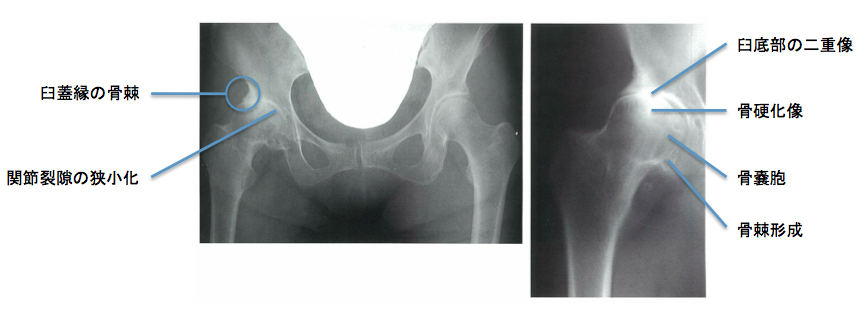 臼蓋縁の骨棘
関節裂隙の狭小化
臼底部の二重像
骨硬化像
骨嚢胞
骨棘形成